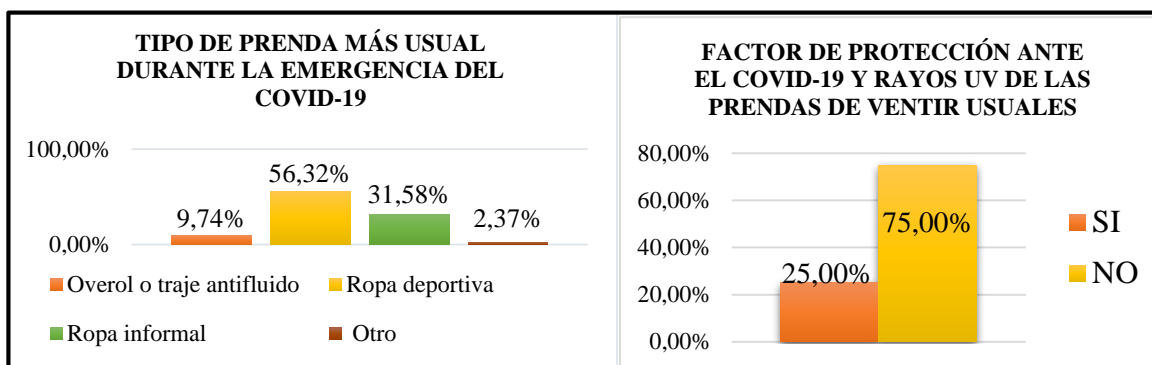 TIPO DE PRENDA MÁS USUAL
DURANTE LA EMERGENCIA DEL
COVID-19
100,00%
0,00%
9,74%
56,32%
31,58%
2,37%
Overol o traje antifluido
Ropa deportiva
Ropa informal
Otro
FACTOR DE PROTECCIÓN ANTE
EL COVID-19 Y RAYOS UV DE LAS
PRENDAS DE VENTIR USUALES
80,00%
60,00%
40,00%
20,00%
0,00%
25,00%
75,00%
SI
NO